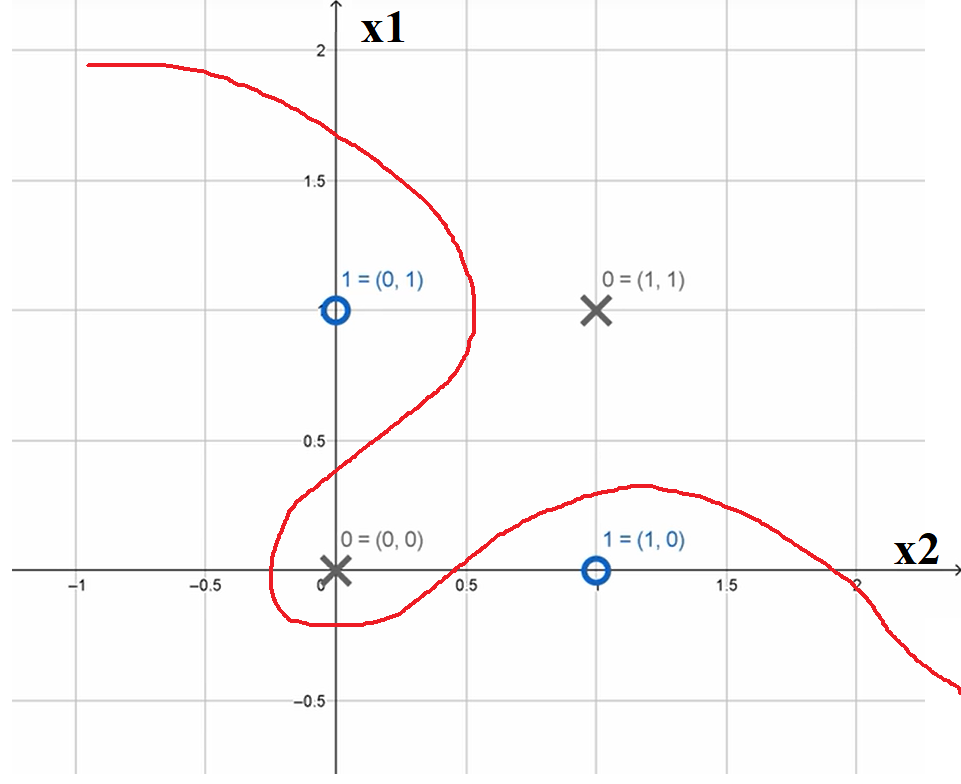 x1
2
1.5
1 = (0, 1)
0 = (1, 1)
1
0.5
0 = (0, 0)
1 = (1, 0)
x2
−1
−0.5
0
0.5
1
1.5
2
−0.5